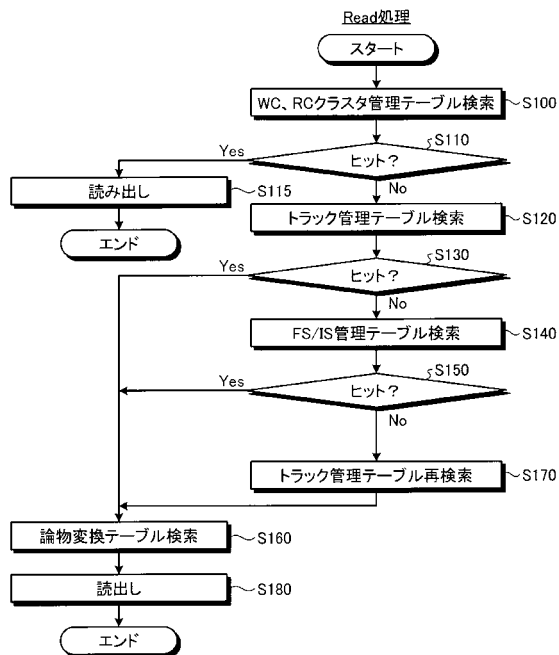 Read処理
スタート
WC、RCクラスタ管理テーブル検索
S100
S110
Yes
ヒット?
No
読み出し
S115
エンド
トラック管理テーブル検索
S120
S130
Yes
ヒット?
No
FS/IS管理テーブル検索
S140
S150
Yes
ヒット?
No
トラック管理テーブル再検索
S170
論物変換テーブル検索
S160
読出し
S180
エンド